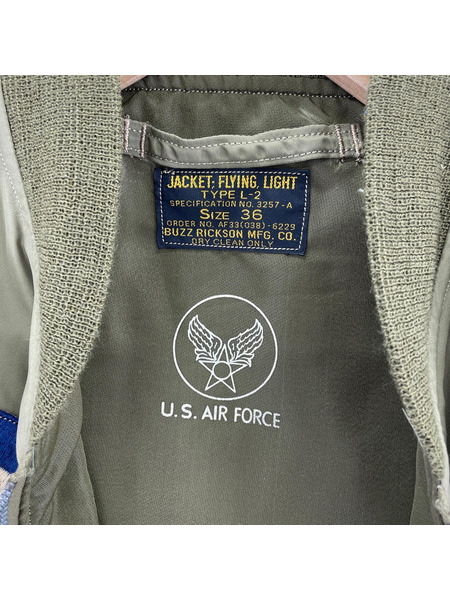 JACKET, FLYING, LIGHT
TYPE L-2
SPECIFICATION NO. 3257-A
SIZE 36
ORDER NO. AF33(038)-6229
BUZZ RICKSON MFG. CO.
DRY CLEAN ONLY
U.S. AIR FORCE